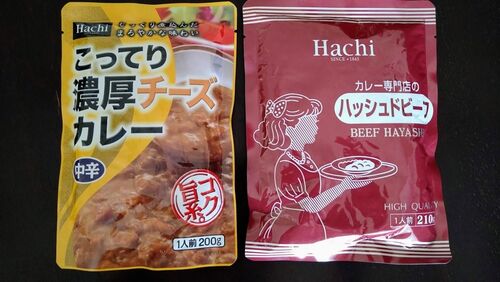 Hachi
じっくり煮込んだ
まろやかな味わい
こってり
濃厚チーズ
カレー
中辛
コク
旨系。
1人前 200g
Hachi
SINCE ● 1845
カレー専門店の
ハッシュドビーフ
BEEF HAYASHI
HIGH QUALITY
1人前 210g